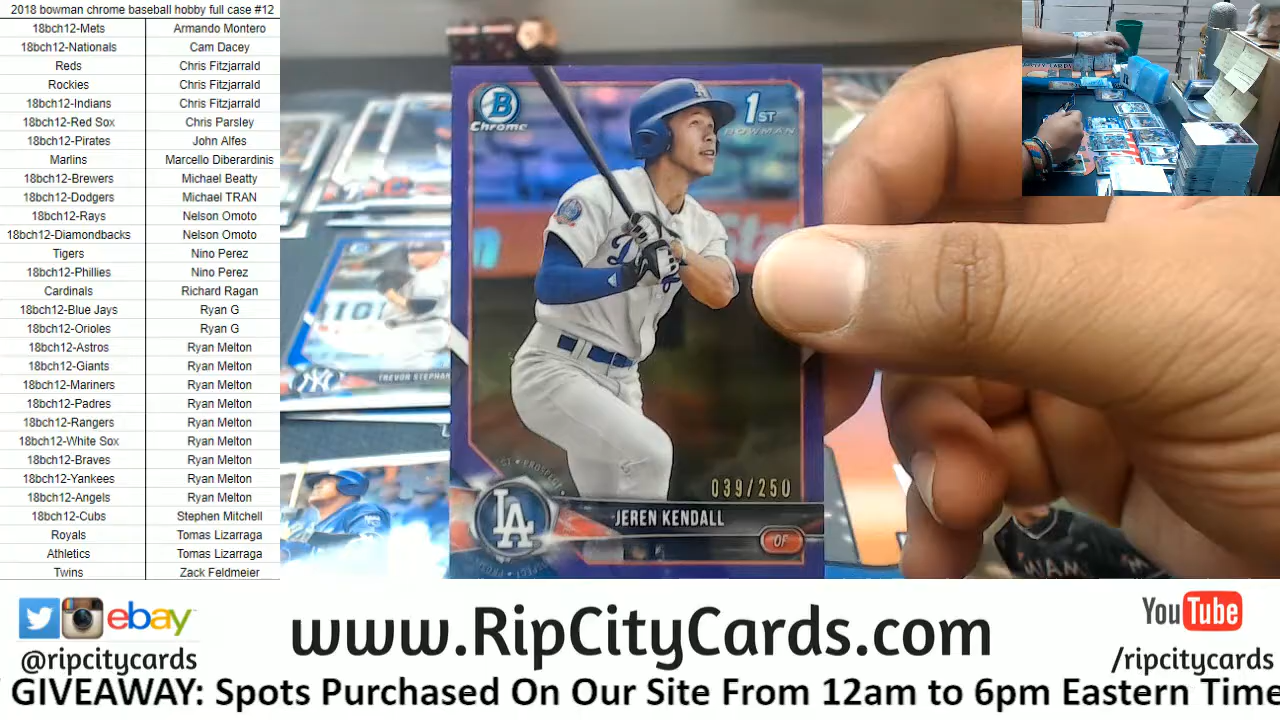 2018 bowman chrome baseball hobby full case #12
18bch12-Mets Armando Montero
18bch12-Nationals Cam Dacey
Reds Chris Fitzjarrald
Rockies Chris Fitzjarrald
18bch12-Indians Chris Fitzjarrald
18bch12-Red Sox Chris Parsley
18bch12-Pirates John Alfes
Marlins Marcello Diberardinis
18bch12-Brewers Michael Beatty
18bch12-Dodgers Michael TRAN
18bch12-Rays Nelson Omoto
18bch12-Diamondbacks Nelson Omoto
Tigers Nino Perez
18bch12-Phillies Nino Perez
Cardinals Richard Ragan
18bch12-Blue Jays Ryan G
18bch12-Orioles Ryan G
18bch12-Astros Ryan Melton
18bch12-Giants Ryan Melton
18bch12-Mariners Ryan Melton
18bch12-Padres Ryan Melton
18bch12-Rangers Ryan Melton
18bch12-White Sox Ryan Melton
18bch12-Braves Ryan Melton
18bch12-Yankees Ryan Melton
18bch12-Angels Ryan Melton
18bch12-Cubs Stephen Mitchell
Royals Tomas Lizarraga
Athletics Tomas Lizarraga
Twins Zack Feldmeier
B
Chrome
1ST
BOWMAN
LA
039/250
JEREN KENDALL
OF
TREVOR STEPHAN
ebay
@ripcitycards
www.RipCityCards.com
YouTube
/ripcitycards
GIVEAWAY: Spots Purchased On Our Site From 12am to 6pm Eastern Time